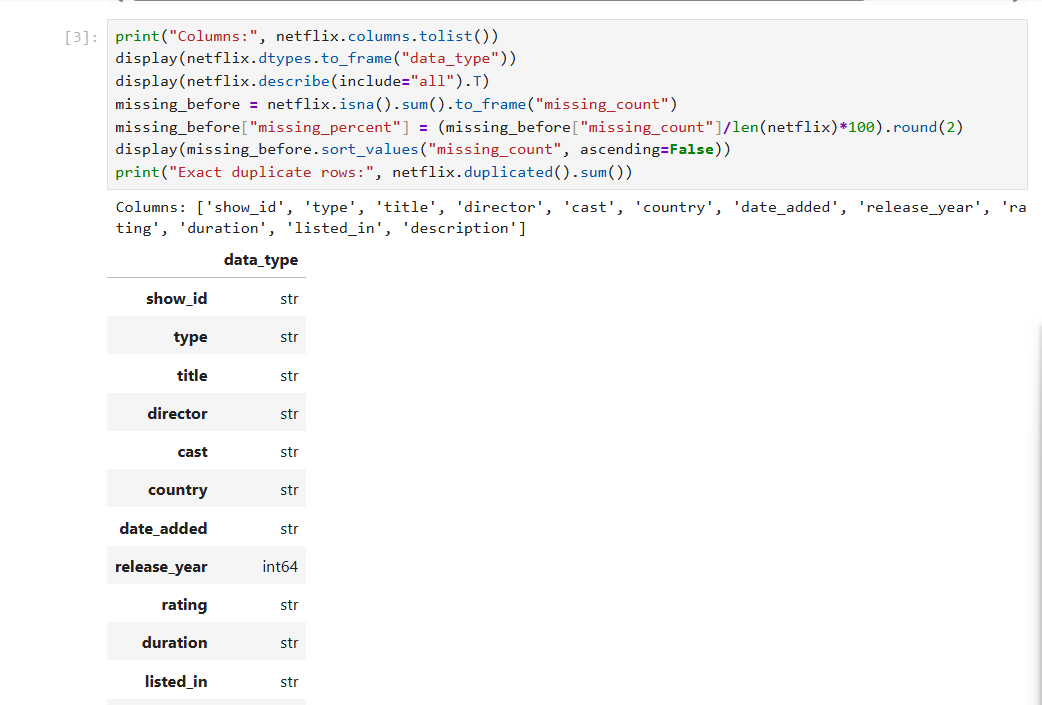 [3]:
print("Columns:", netflix.columns.tolist())
display(netflix.dtypes.to_frame("data_type"))
display(netflix.describe(include="all").T)
missing_before = netflix.isna().sum().to_frame("missing_count")
missing_before["missing_percent"] = (missing_before["missing_count"]/len(netflix)*100).round(2)
display(missing_before.sort_values("missing_count", ascending=False))
print("Exact duplicate rows:", netflix.duplicated().sum())
Columns: ['show_id', 'type', 'title', 'director', 'cast', 'country', 'date_added', 'release_year', 'ra
ting', 'duration', 'listed_in', 'description']
data_type
show_id str
type str
title str
director str
cast str
country str
date_added str
release_year int64
rating str
duration str
listed_in str